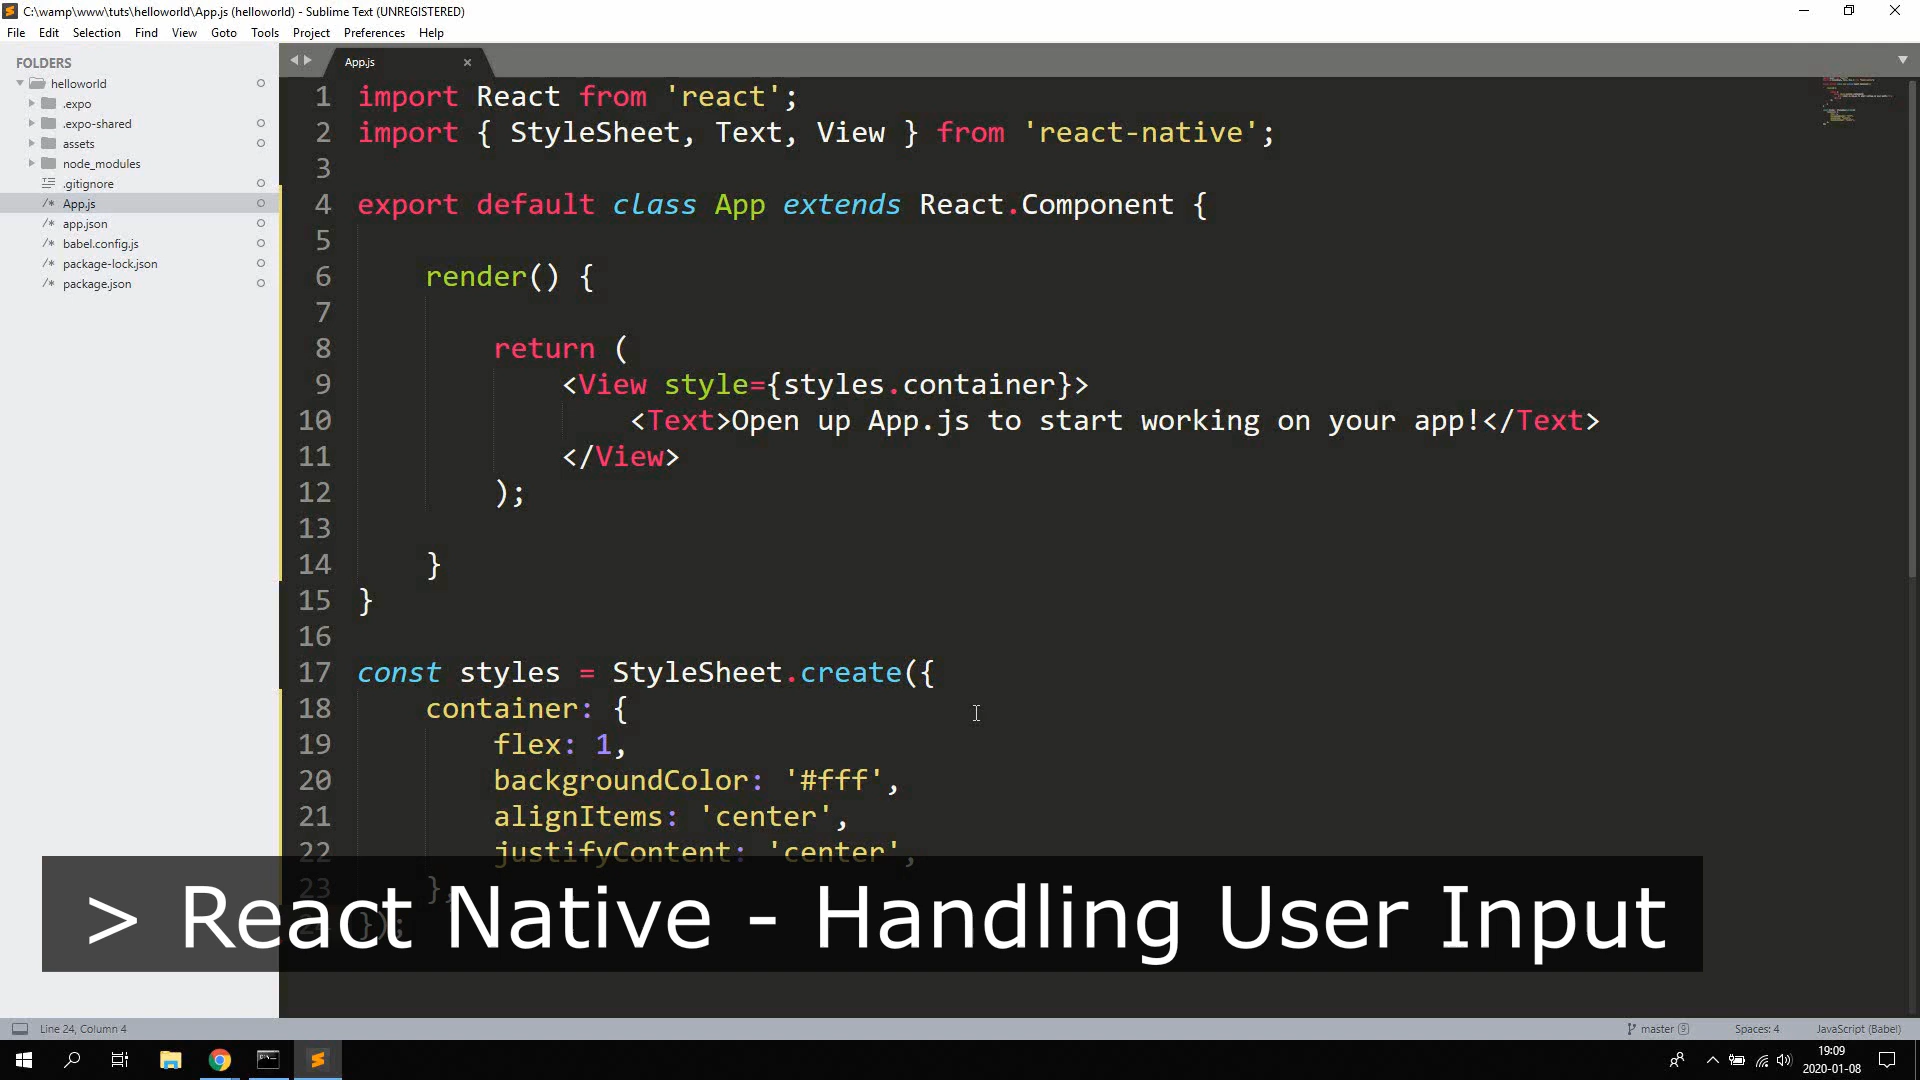 C:\wamp\www\tuts\helloworld\App.js (helloworld) - Sublime Text (UNREGISTERED)
File Edit Selection Find View Goto Tools Project Preferences Help
FOLDERS
helloworld
.expo
.expo-shared
assets
node_modules
.gitignore
App.js
app.json
babel.config.js
package-lock.json
package.json
App.js
1 import React from 'react';
2 import { StyleSheet, Text, View } from 'react-native';
3
4 export default class App extends React.Component {
5
6 render() {
7
8 return (
9 <View style={styles.container}>
10 <Text>Open up App.js to start working on your app!</Text>
11 </View>
12 );
13
14 }
15 }
16
17 const styles = StyleSheet.create({
18 container: {
19 flex: 1,
20 backgroundColor: '#fff',
21 alignItems: 'center',
22 justifyContent: 'center',
23 },
24 });
> React Native - Handling User Input
Line 24, Column 4
master 9
Spaces: 4
JavaScript (Babel)
19:09
2020-01-08